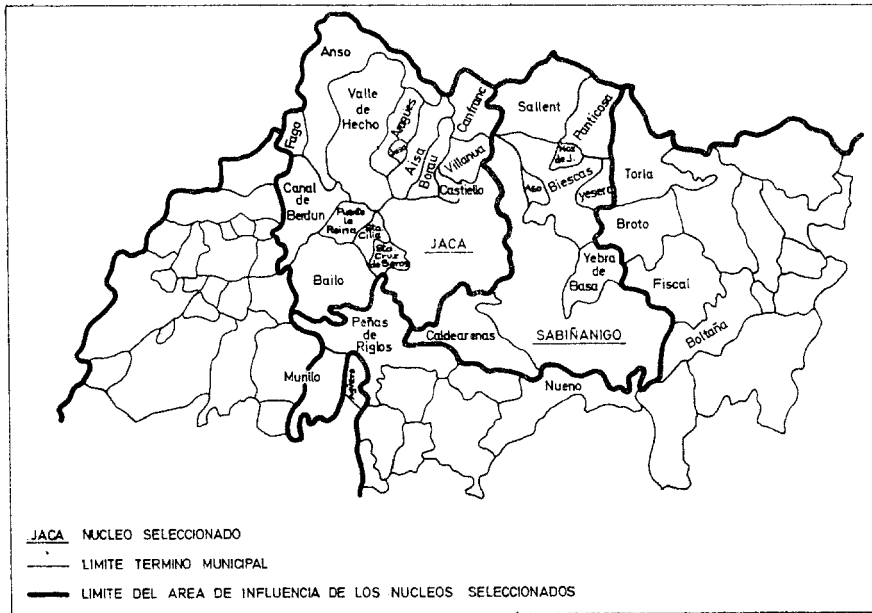 Anso
Valle
de
Hecho
Fago
Aragues
Aisa
Borau
Canfranc
Villanua
Castiello
Sallent
Panticosa
Biescas
yesero
Torla
Broto
Canal
de
Berdun
Puente
la
Reina
Sta
Cilia
Sta
Cruz
de Seros
JACA
Yebra
de
Basa
Fiscal
Bailo
Boltaña
Peñas
de
Riglos
Caldearenas
SABIÑANIGO
Murillo
Agüero
Nueno
JACA NUCLEO SELECCIONADO
LIMITE TERMINO MUNICIPAL
LIMITE DEL AREA DE INFLUENCIA DE LOS NUCLEOS SELECCIONADOS